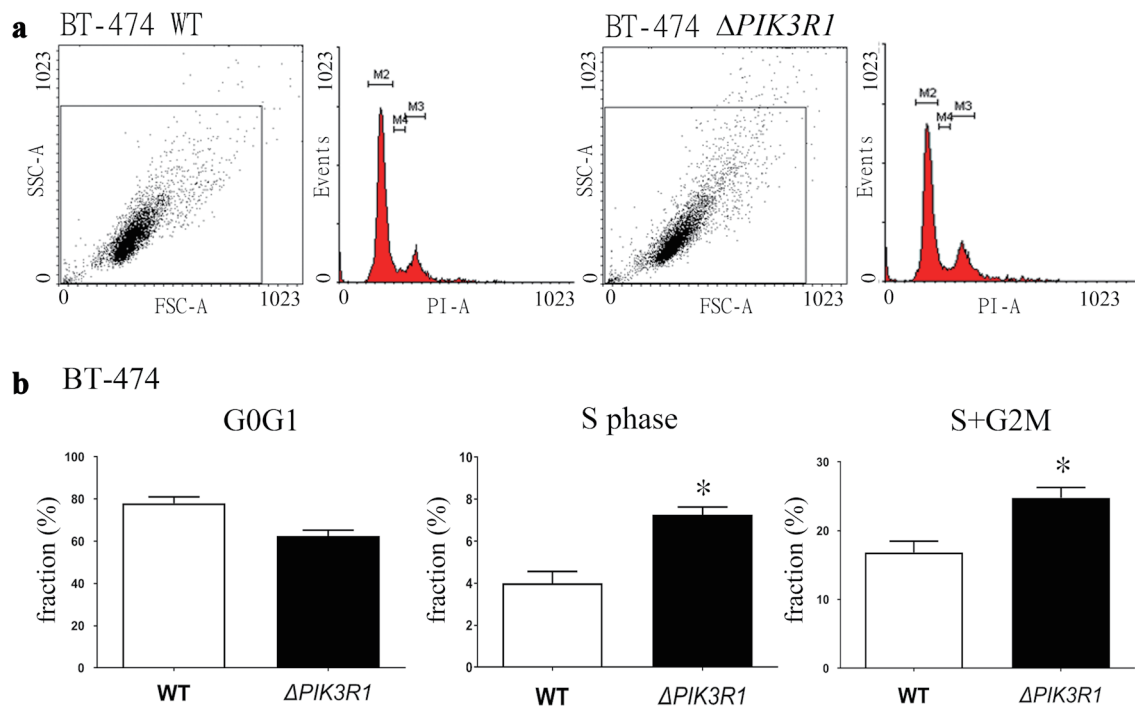 a BT-474 WT BT-474 ΔPIK3R1
1023 1023 1023 1023
M2 M2
M3 M3
M4 M4
SSC-A Events SSC-A Events
0 0 0 0
0 1023 0 1023 0 1023 0 1023
FSC-A PI-A FSC-A PI-A
b BT-474
G0G1 S phase S+G2M
fraction (%) fraction (%) fraction (%)
100 10 30
80 8
* *
60 6 20
40 4
20 2 10
0 0 0
WT ΔPIK3R1 WT ΔPIK3R1 WT ΔPIK3R1